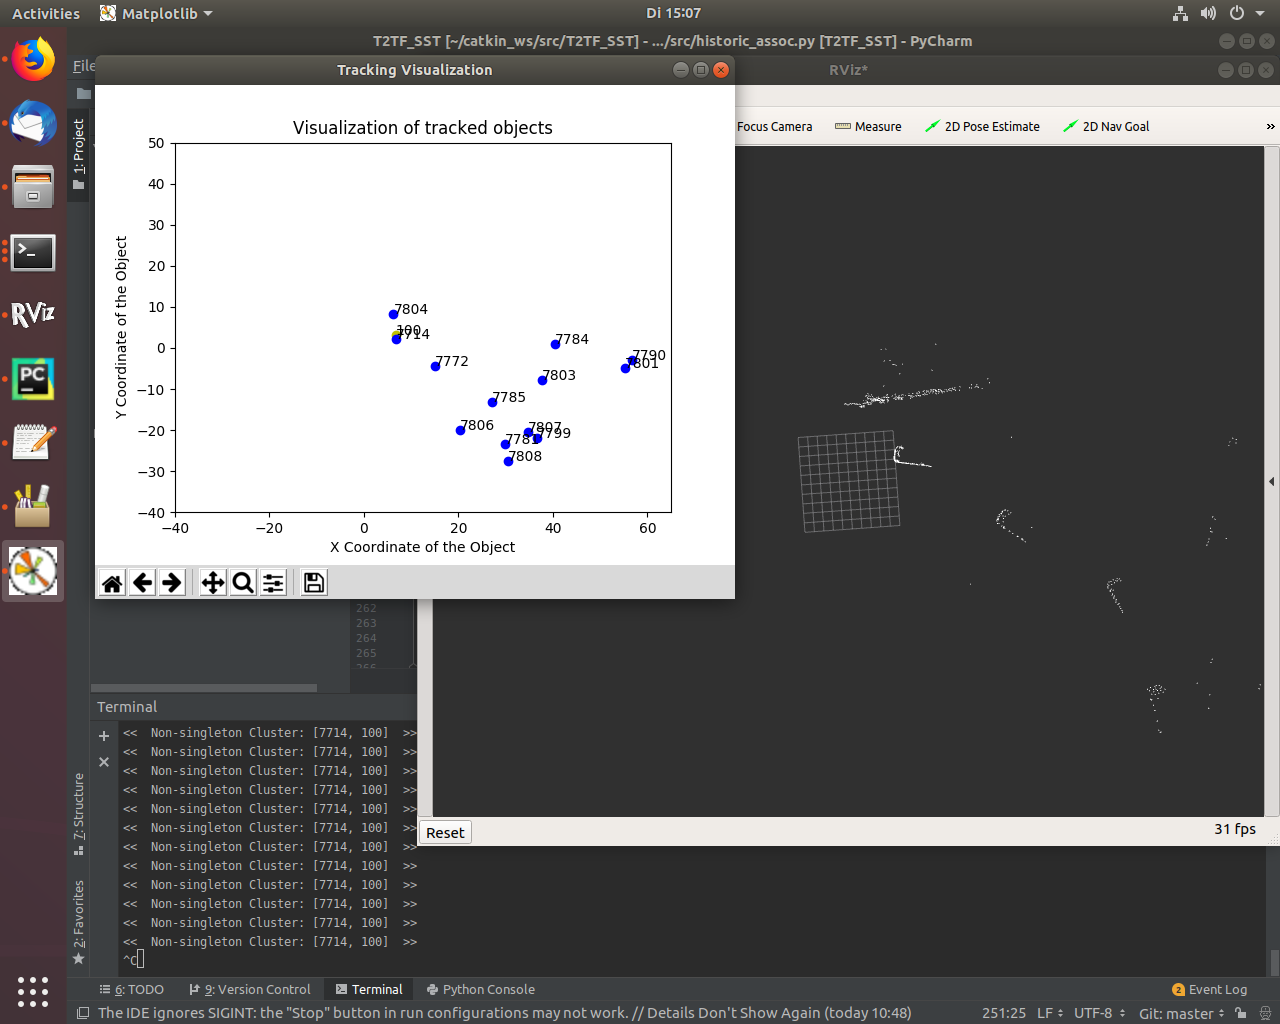 Activities
Matplotlib
Di 15:07
T2TF_SST [~/catkin_ws/src/T2TF_SST] - .../src/historic_assoc.py [T2TF_SST] - PyCharm
File
Tracking Visualization
RViz*
Focus Camera
Measure
2D Pose Estimate
2D Nav Goal
»
1: Project
Visualization of tracked objects
50
40
30
20
10
0
−10
−20
−30
−40
Y Coordinate of the Object
7804
100
7714
7784
7790
7801
7772
7803
7785
7806
7807
7799
7781
7808
−40
−20
0
20
40
60
X Coordinate of the Object
RViz
PC
262
263
264
265
266
Terminal
<< Non-singleton Cluster: [7714, 100] >>
<< Non-singleton Cluster: [7714, 100] >>
<< Non-singleton Cluster: [7714, 100] >>
<< Non-singleton Cluster: [7714, 100] >>
<< Non-singleton Cluster: [7714, 100] >>
<< Non-singleton Cluster: [7714, 100] >>
<< Non-singleton Cluster: [7714, 100] >>
<< Non-singleton Cluster: [7714, 100] >>
<< Non-singleton Cluster: [7714, 100] >>
<< Non-singleton Cluster: [7714, 100] >>
<< Non-singleton Cluster: [7714, 100] >>
<< Non-singleton Cluster: [7714, 100] >>
^C
Reset
31 fps
7: Structure
2: Favorites
6: TODO
9: Version Control
Terminal
Python Console
2 Event Log
The IDE ignores SIGINT: the "Stop" button in run configurations may not work. // Details Don't Show Again (today 10:48)
251:25
LF
UTF-8
Git: master